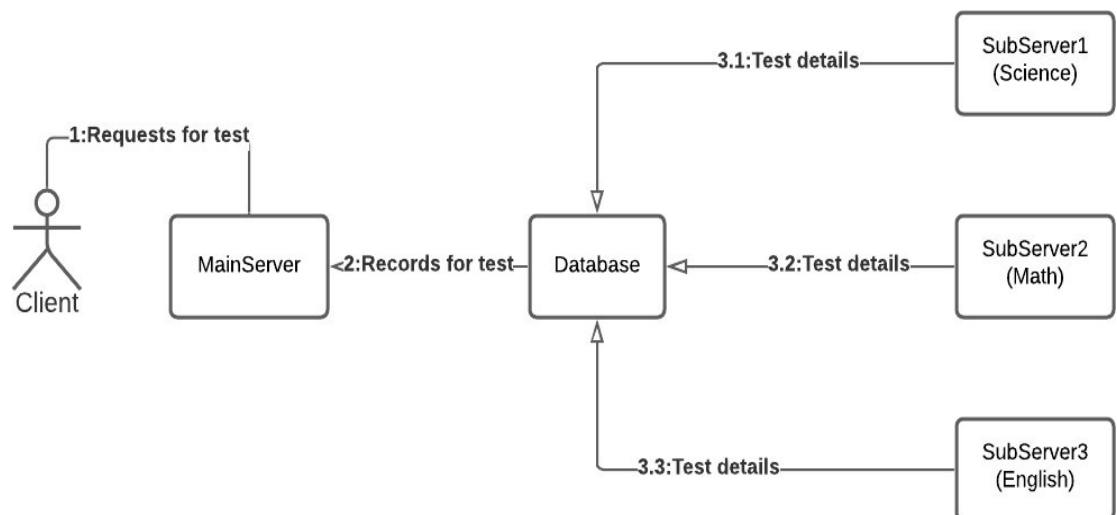 1:Requests for test
Client
MainServer
2:Records for test
Database
3.1:Test details
SubServer1
(Science)
3.2:Test details
SubServer2
(Math)
3.3:Test details
SubServer3
(English)